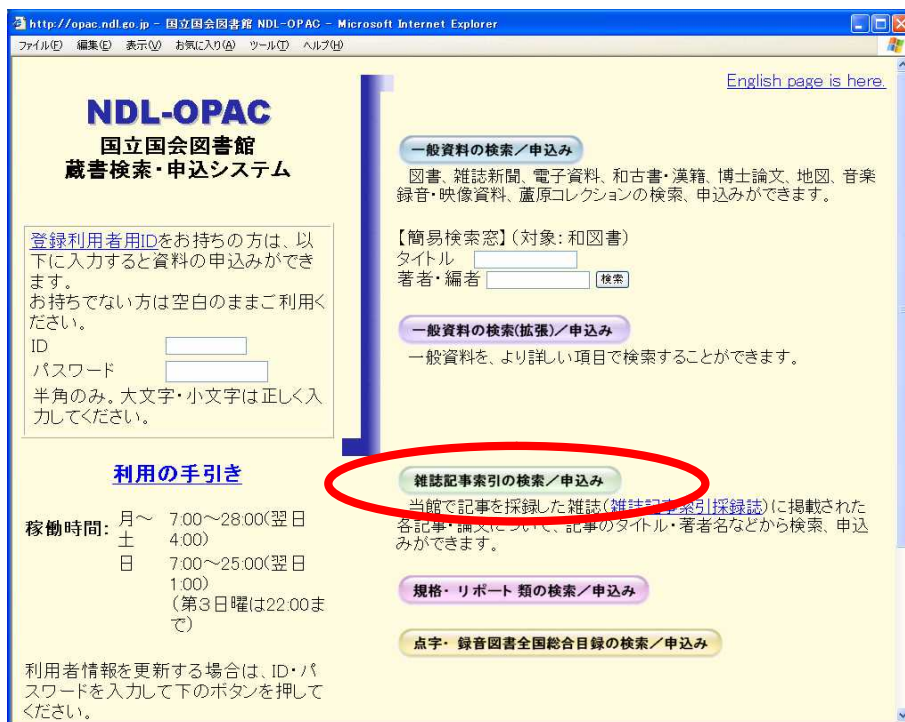 http://opac.ndl.go.jp - 国立国会図書館 NDL-OPAC - Microsoft Internet Explorer
ファイル(F) 編集(E) 表示(V) お気に入り(A) ツール(T) ヘルプ(H)
English page is here.
NDL-OPAC
国立国会図書館
蔵書検索・申込システム
登録利用者用IDをお持ちの方は、以
下に入力すると資料の申込みができ
ます。
お持ちでない方は空白のままご利用く
ださい。
ID
パスワード
半角のみ。大文字・小文字は正しく入
力してください。
利用の手引き
稼働時間: 月～土 7:00～28:00(翌日
4:00)
日 7:00～25:00(翌日
1:00)
(第3日曜は22:00ま
で)
利用者情報を更新する場合は、ID・パ
スワードを入力して下のボタンを押して
ください。
一般資料の検索/申込み
図書、雑誌新聞、電子資料、和古書・漢籍、博士論文、地図、音楽
録音・映像資料、蘆原コレクションの検索、申込みができます。
【簡易検索窓】(対象:和図書)
タイトル
著者・編者 検索
一般資料の検索(拡張)/申込み
一般資料を、より詳しい項目で検索することができます。
雑誌記事索引の検索/申込み
当館で記事を採録した雑誌(雑誌記事索引採録誌)に掲載された
各記事・論文について、記事のタイトル・著者名などから検索、申込
みができます。
規格・リポート類の検索/申込み
点字・録音図書全国総合目録の検索/申込み